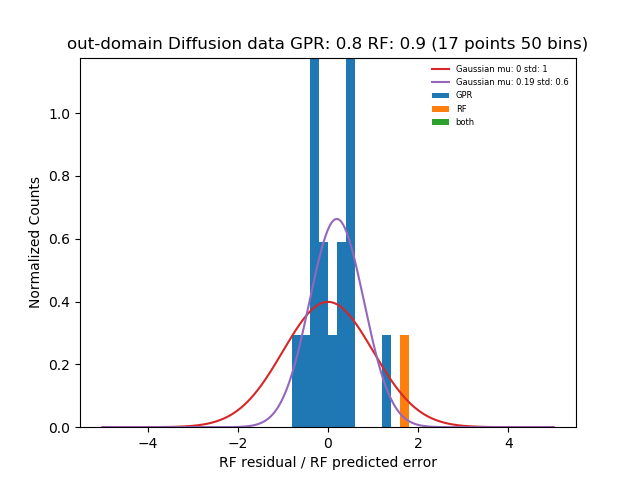 out-domain Diffusion data GPR: 0.8 RF: 0.9 (17 points 50 bins)
Gaussian mu: 0 std: 1
Gaussian mu: 0.19 std: 0.6
GPR
RF
both
Normalized Counts
1.0
0.8
0.6
0.4
0.2
0.0
−4
−2
0
2
4
RF residual / RF predicted error